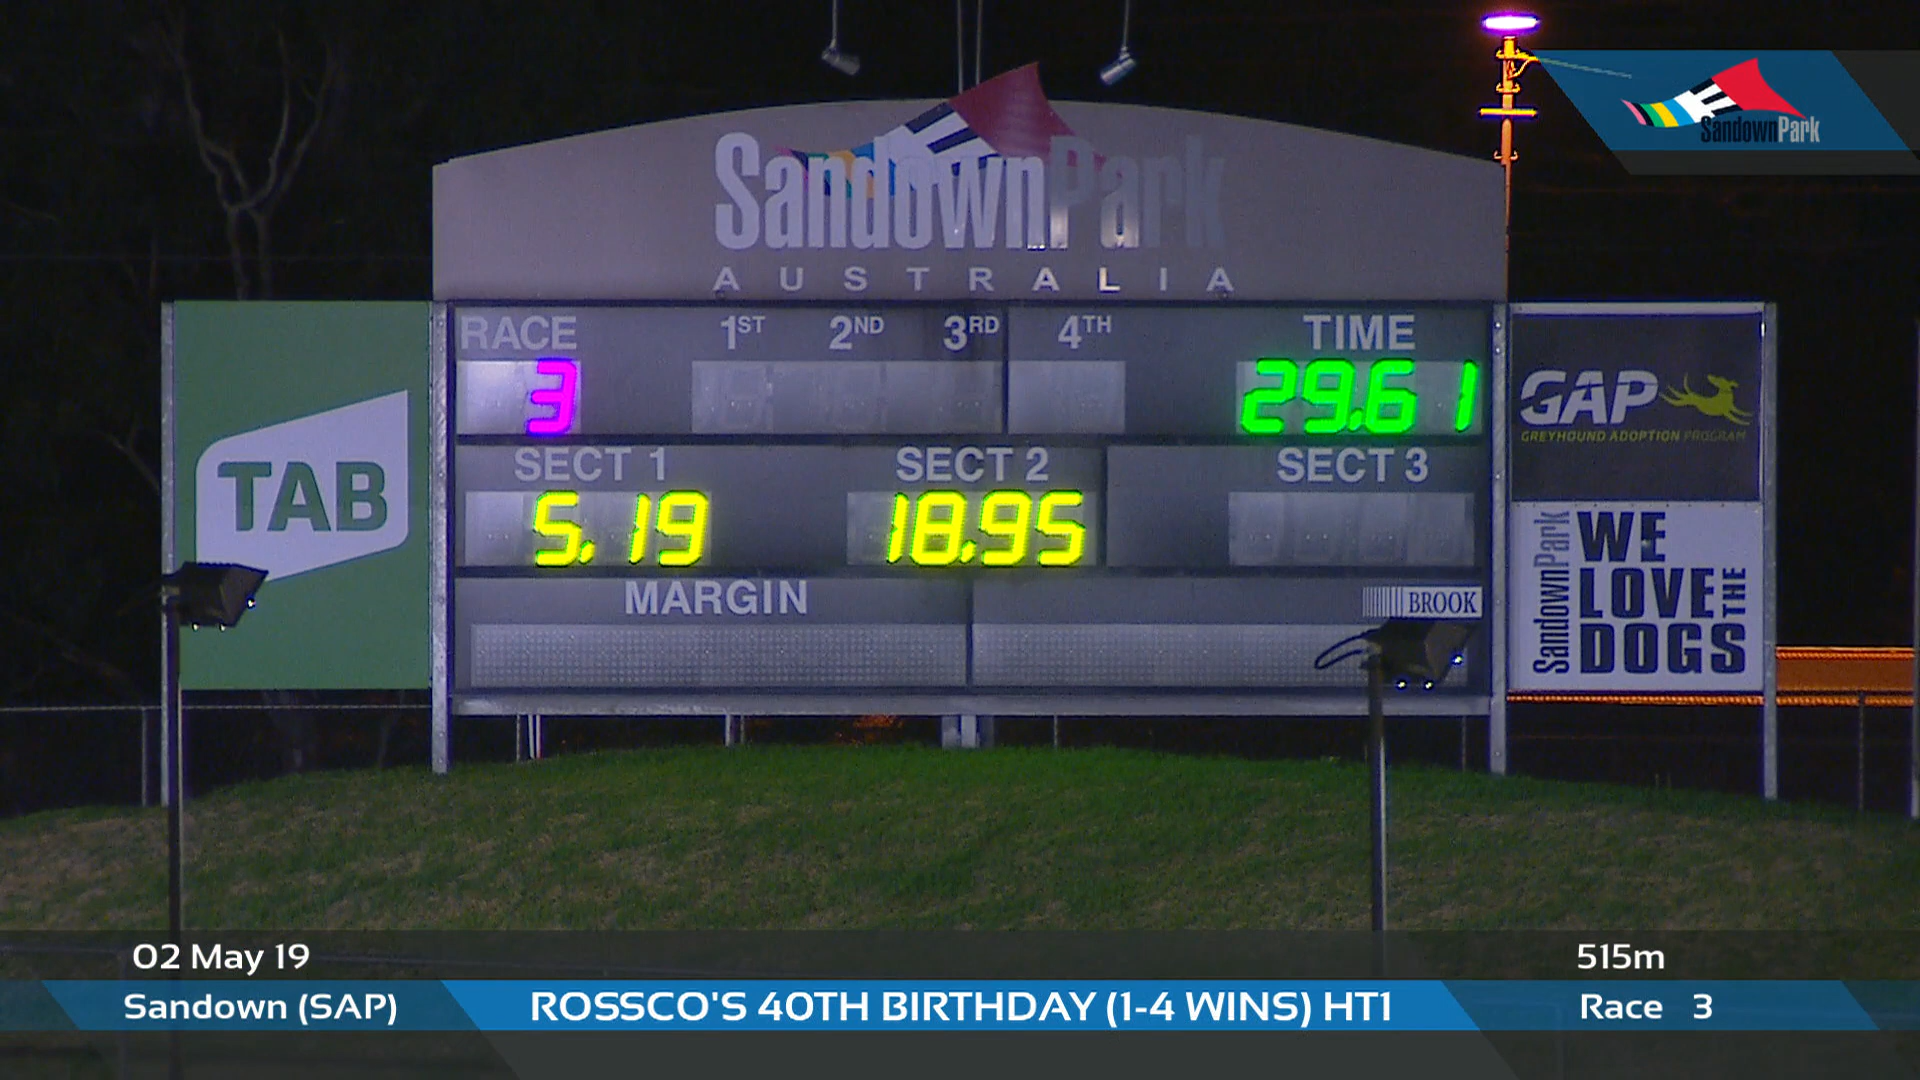 SandownPark
SandownPark
AUSTRALIA
RACE 1ST 2ND 3RD 4TH TIME
3 29.61
SECT 1 SECT 2 SECT 3
5.19 18.95
MARGIN
BROOK
TAB
GAP
GREYHOUND ADOPTION PROGRAM
SandownPark
WE
LOVE THE
DOGS
02 May 19 515m
Sandown (SAP) ROSSCO'S 40TH BIRTHDAY (1-4 WINS) HT1 Race 3